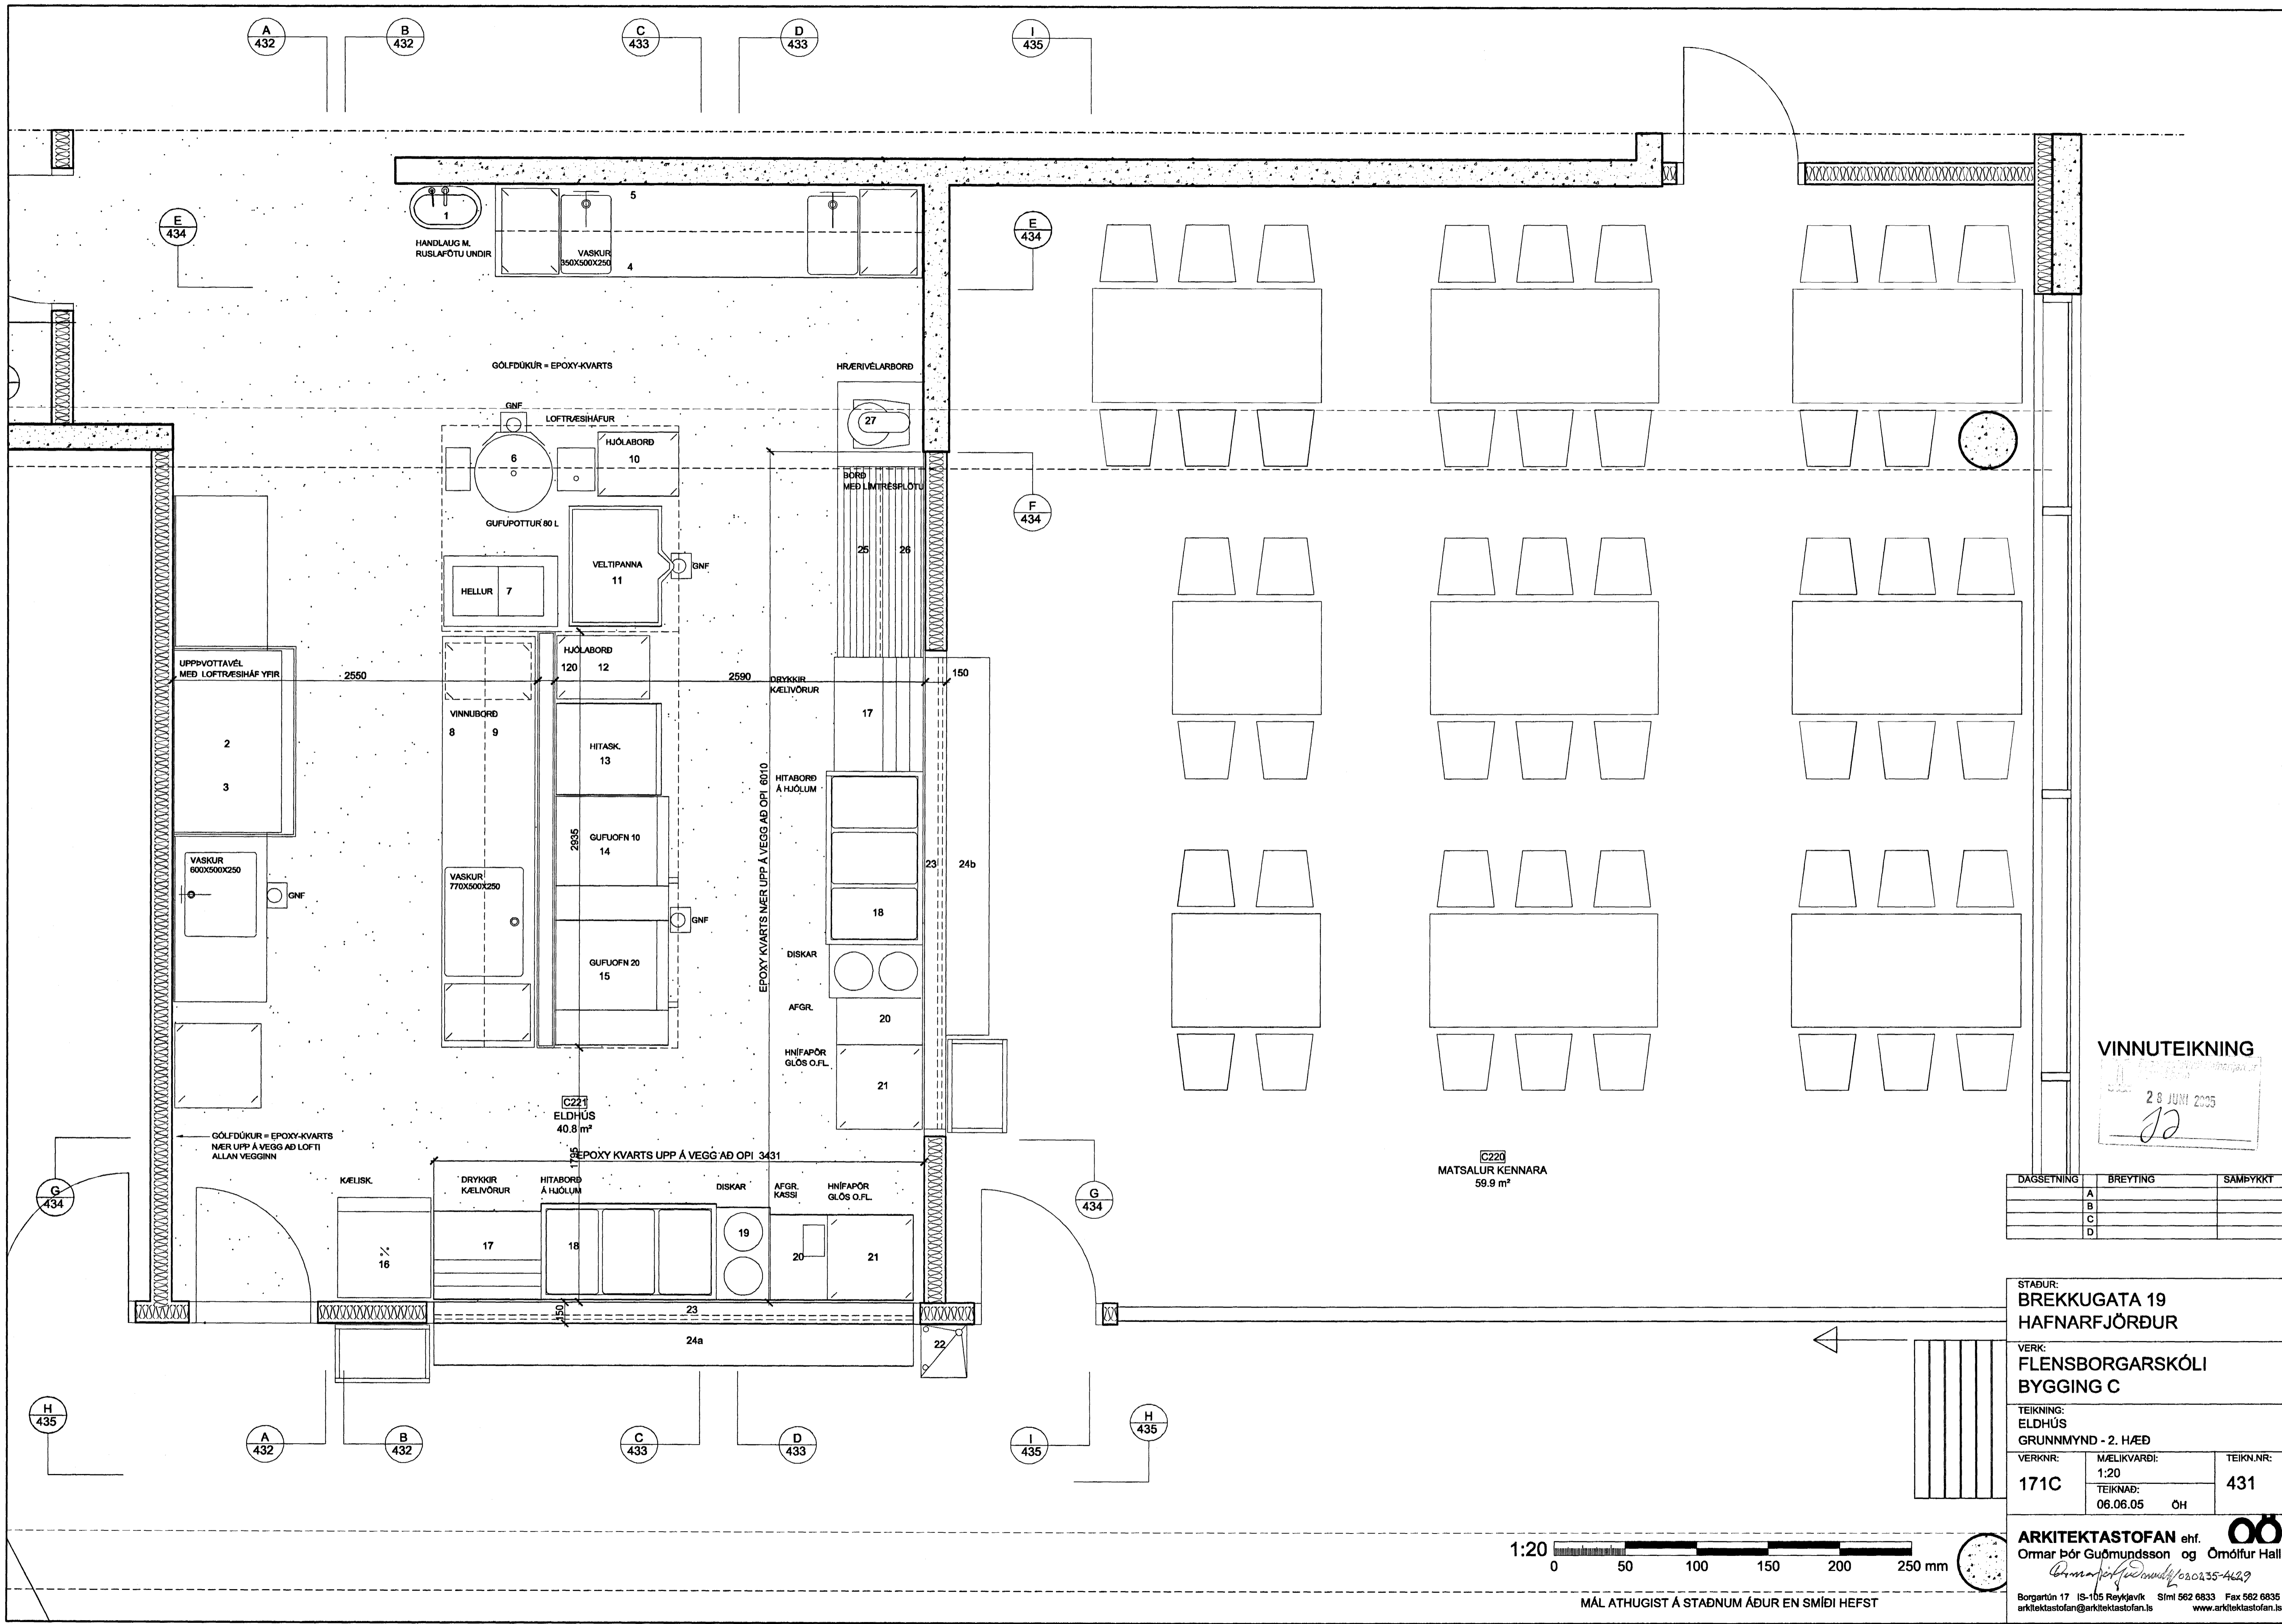 A
432
B
432
C
433
D
433
I
435
E
434
1
HANDLAUG M.
RUSLAFÖTU UNDIR
5
VASKUR
350X500X250
4
E
434
GÓLFDÚKUR = EPOXY-KVARTS
HRÆRIVÉLARBORÐ
GNF
LOFTRÆSIHÁFUR
27
HJÓLABORÐ
10
6
BORÐ
MEÐ LÍMTRÉSPLÖTU
F
434
GUFUPOTTUR 80 L
25
26
VELTIPANNA
11
GNF
HELLUR
7
HJÓLABORÐ
120
12
UPPÞVOTTAVÉL
MEÐ LOFTRÆSIHÁF YFIR
2550
2590
DRYKKIR
KÆLIVÖRUR
150
VINNUBORÐ
8
9
17
2
3
HITASK.
13
HITABORÐ
Á HJÓLUM
EPOXY KVARTS NÆR UPP Á VEGG AÐ OPI 6010
2935
GUFUOFN 10
14
23
24b
VASKUR
600X500X250
GNF
VASKUR
770X500X250
18
GNF
DISKAR
GUFUOFN 20
15
AFGR.
20
HNÍFAPÖR
GLÖS O.FL.
21
C221
ELDHÚS
40.8 m²
GÓLFDÚKUR = EPOXY-KVARTS
NÆR UPP Á VEGG AÐ LOFTI
ALLAN VEGGINN
1795
EPOXY KVARTS UPP Á VEGG AÐ OPI 3431
G
434
G
434
KÆLISK.
DRYKKIR
KÆLIVÖRUR
HITABORÐ
Á HJÓLUM
DISKAR
AFGR.
KASSI
HNÍFAPÖR
GLÖS O.FL.
16
17
18
19
20
21
150
23
24a
22
C220
MATSALUR KENNARA
59.9 m²
H
435
A
432
B
432
C
433
D
433
I
435
H
435
VINNUTEIKNING
28 JUNI 2005
DAGSETNING
BREYTING
SAMÞYKKT
A
B
C
D
STAÐUR:
BREKKUGATA 19
HAFNARFJÖRÐUR
VERK:
FLENSBORGARSKÓLI
BYGGING C
TEIKNING:
ELDHÚS
GRUNNMYND - 2. HÆÐ
VERKNR:
171C
MÆLIKVARÐI:
1:20
TEIKNAÐ:
06.06.05 ÖH
TEIKN.NR:
431
ARKITEKTASTOFAN ehf. OÖ
Ormar Þór Guðmundsson og Örnólfur Hall
080235-4629
Borgartún 17 IS-105 Reykjavík Sími 562 6833 Fax 562 6835
arkitektastofan@arkitektastofan.is www.arkitektastofan.is
1:20
0 50 100 150 200 250 mm
MÁL ATHUGIST Á STAÐNUM ÁÐUR EN SMÍÐI HEFST